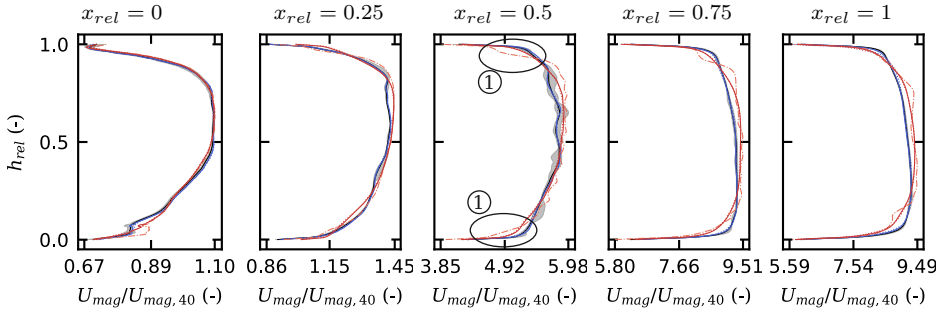 x_rel = 0 x_rel = 0.25 x_rel = 0.5 x_rel = 0.75 x_rel = 1
1.0
1
h_rel (-)
0.5
1
0.0
0.67 0.89 1.10 0.86 1.15 1.45 3.85 4.92 5.98 5.80 7.66 9.51 5.59 7.54 9.49
U_mag/U_mag,40 (-) U_mag/U_mag,40 (-) U_mag/U_mag,40 (-) U_mag/U_mag,40 (-) U_mag/U_mag,40 (-)